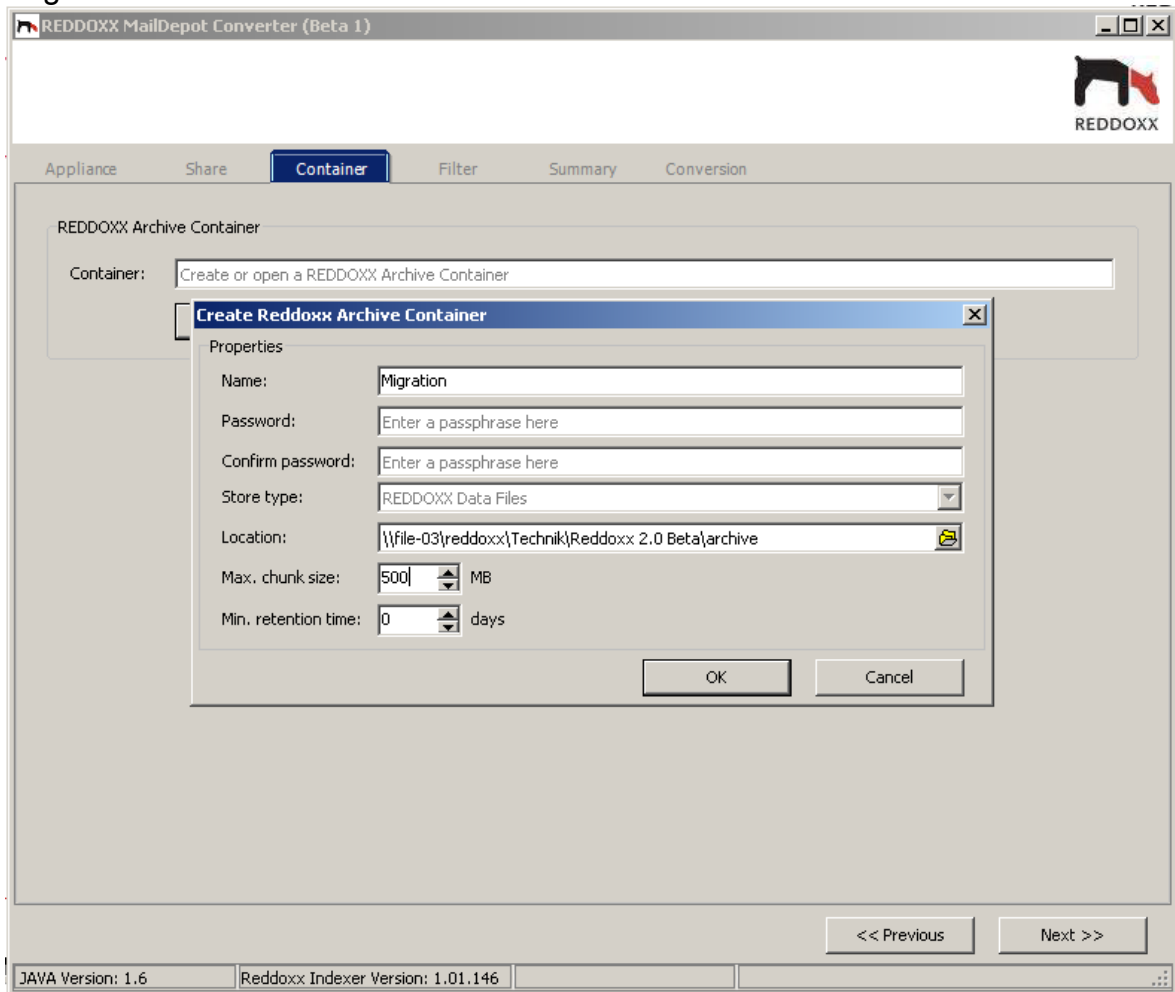 REDDOXX MailDepot Converter (Beta 1)
REDDOXX
Appliance Share Container Filter Summary Conversion
REDDOXX Archive Container
Container: Create or open a REDDOXX Archive Container
Create Reddoxx Archive Container
Properties
Name: Migration
Password: Enter a passphrase here
Confirm password: Enter a passphrase here
Store type: REDDOXX Data Files
Location: \\file-03\reddoxx\Technik\Reddoxx 2.0 Beta\archive
Max. chunk size: 500 MB
Min. retention time: 0 days
OK Cancel
<< Previous Next >>
JAVA Version: 1.6 Reddoxx Indexer Version: 1.01.146